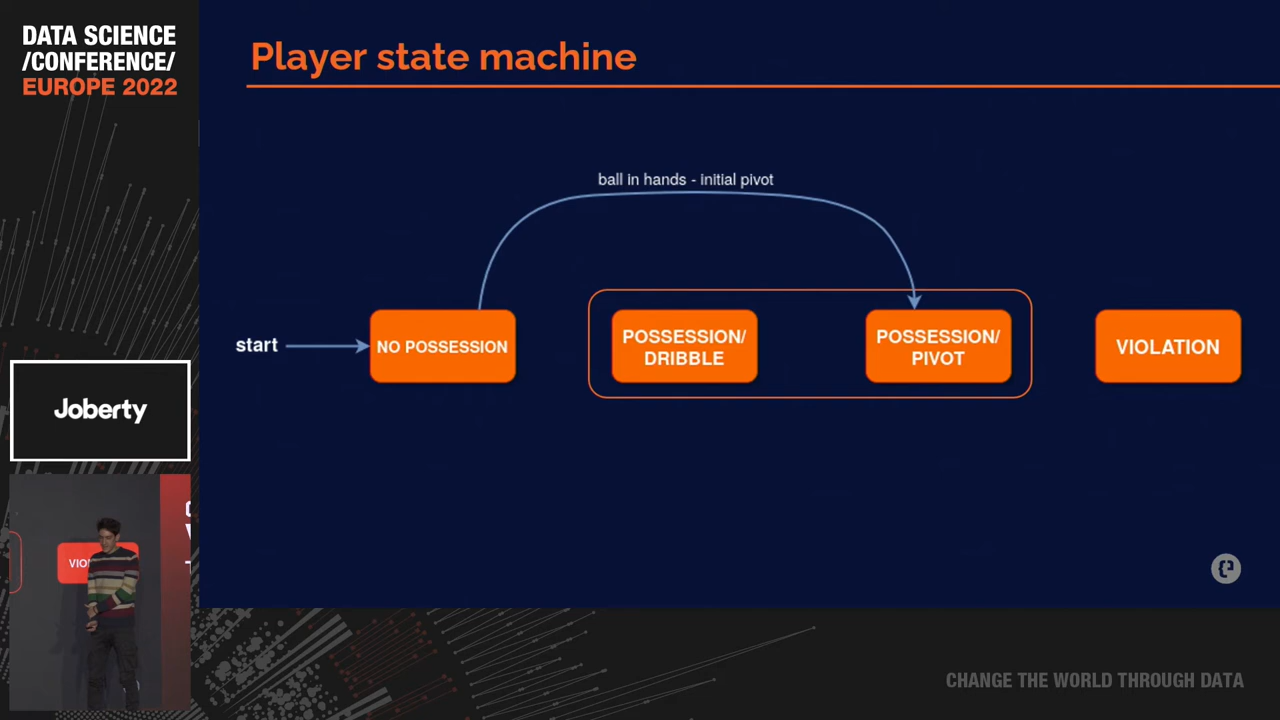 DATA SCIENCE
/CONFERENCE/
EUROPE 2022
Player state machine
ball in hands - initial pivot
start
NO POSSESSION
POSSESSION/
DRIBBLE
POSSESSION/
PIVOT
VIOLATION
Joberty
CHANGE THE WORLD THROUGH DATA